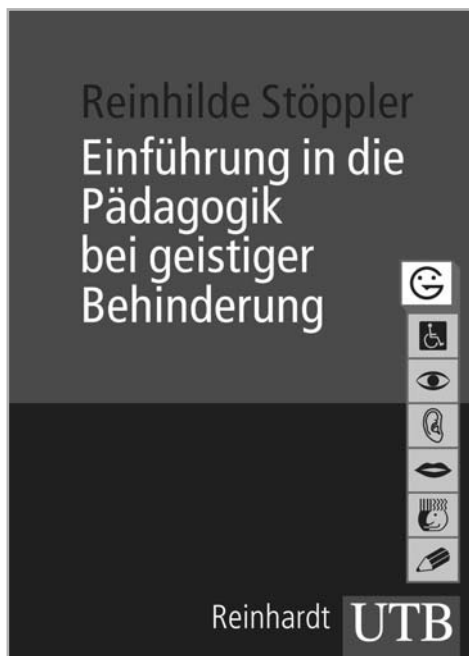 Reinhilde Stöppler
Einführung in die
Pädagogik
bei geistiger
Behinderung
Reinhardt UTB